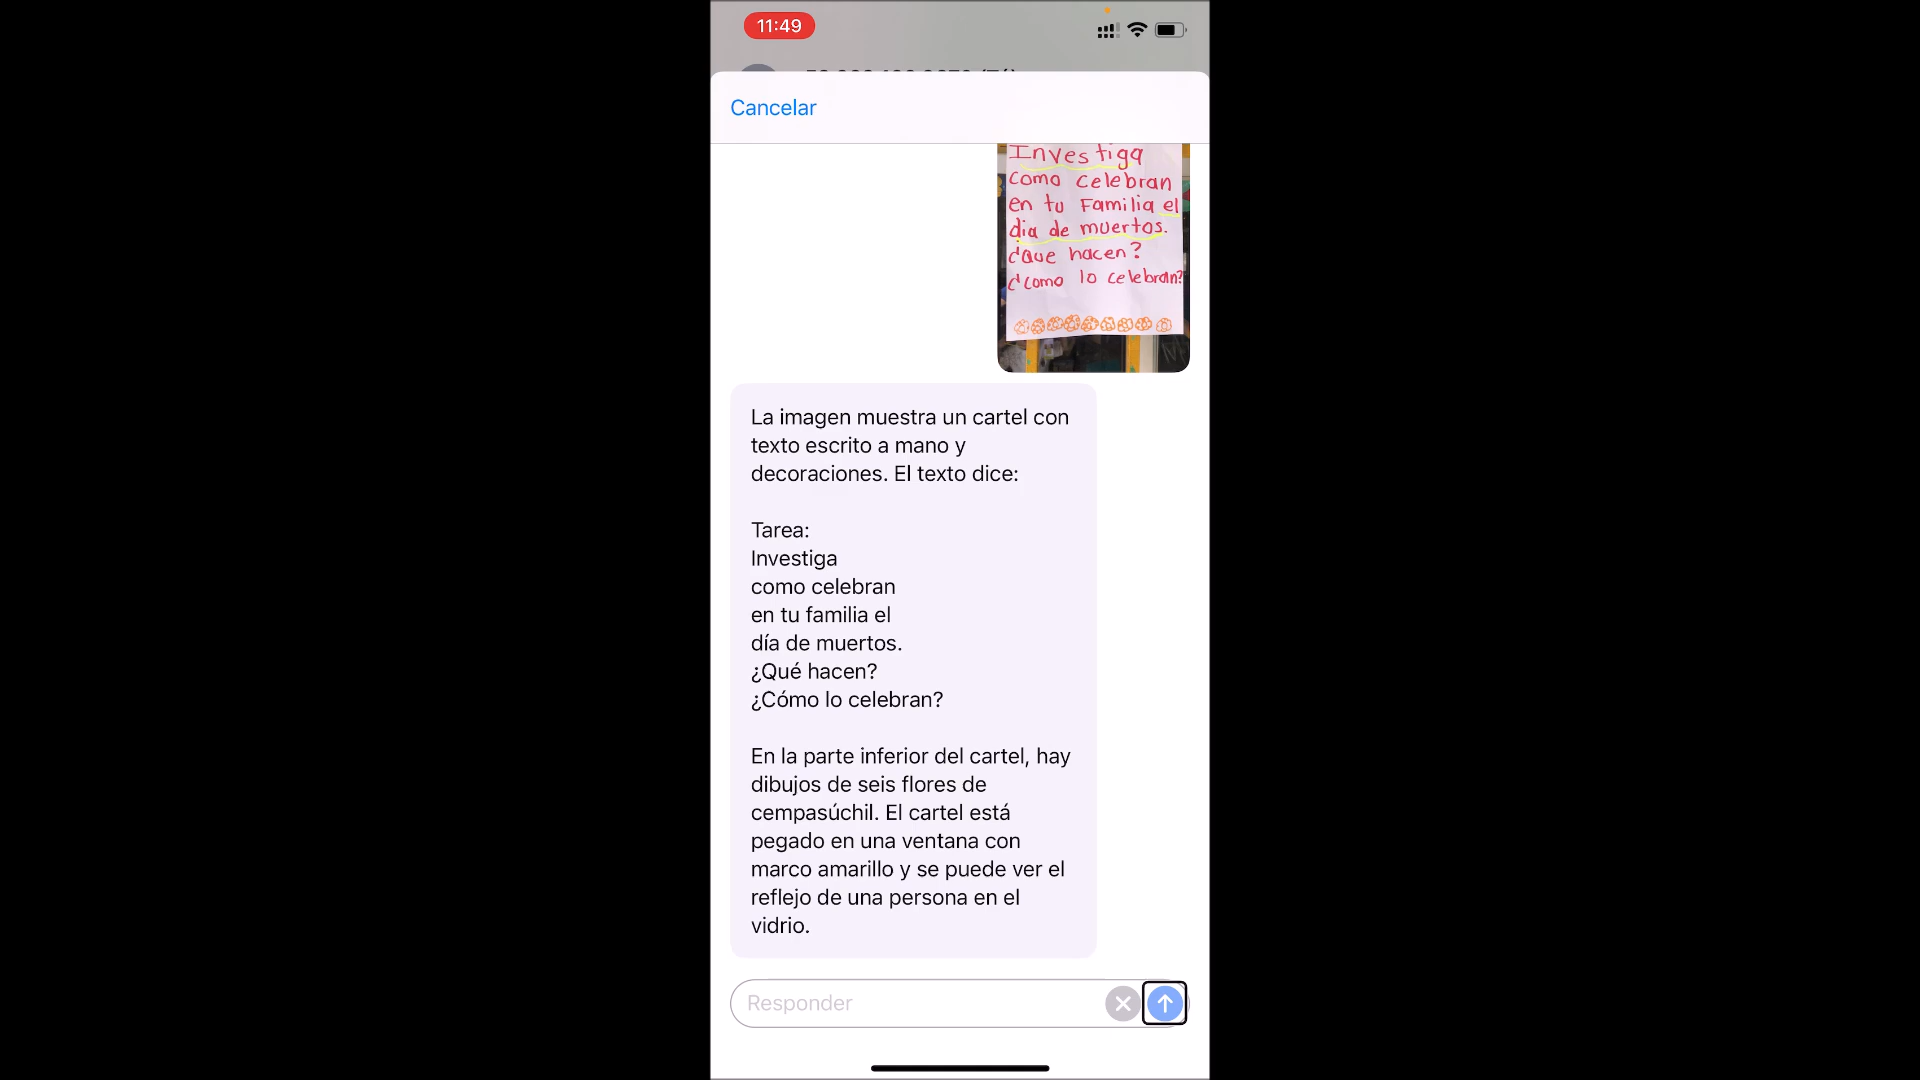 11:49
Cancelar
Investiga
como celebran
en tu Familia el
dia de muertos.
¿Que hacen?
¿como lo celebran?
La imagen muestra un cartel con
texto escrito a mano y
decoraciones. El texto dice:
Tarea:
Investiga
como celebran
en tu familia el
día de muertos.
¿Qué hacen?
¿Cómo lo celebran?
En la parte inferior del cartel, hay
dibujos de seis flores de
cempasúchil. El cartel está
pegado en una ventana con
marco amarillo y se puede ver el
reflejo de una persona en el
vidrio.
Responder